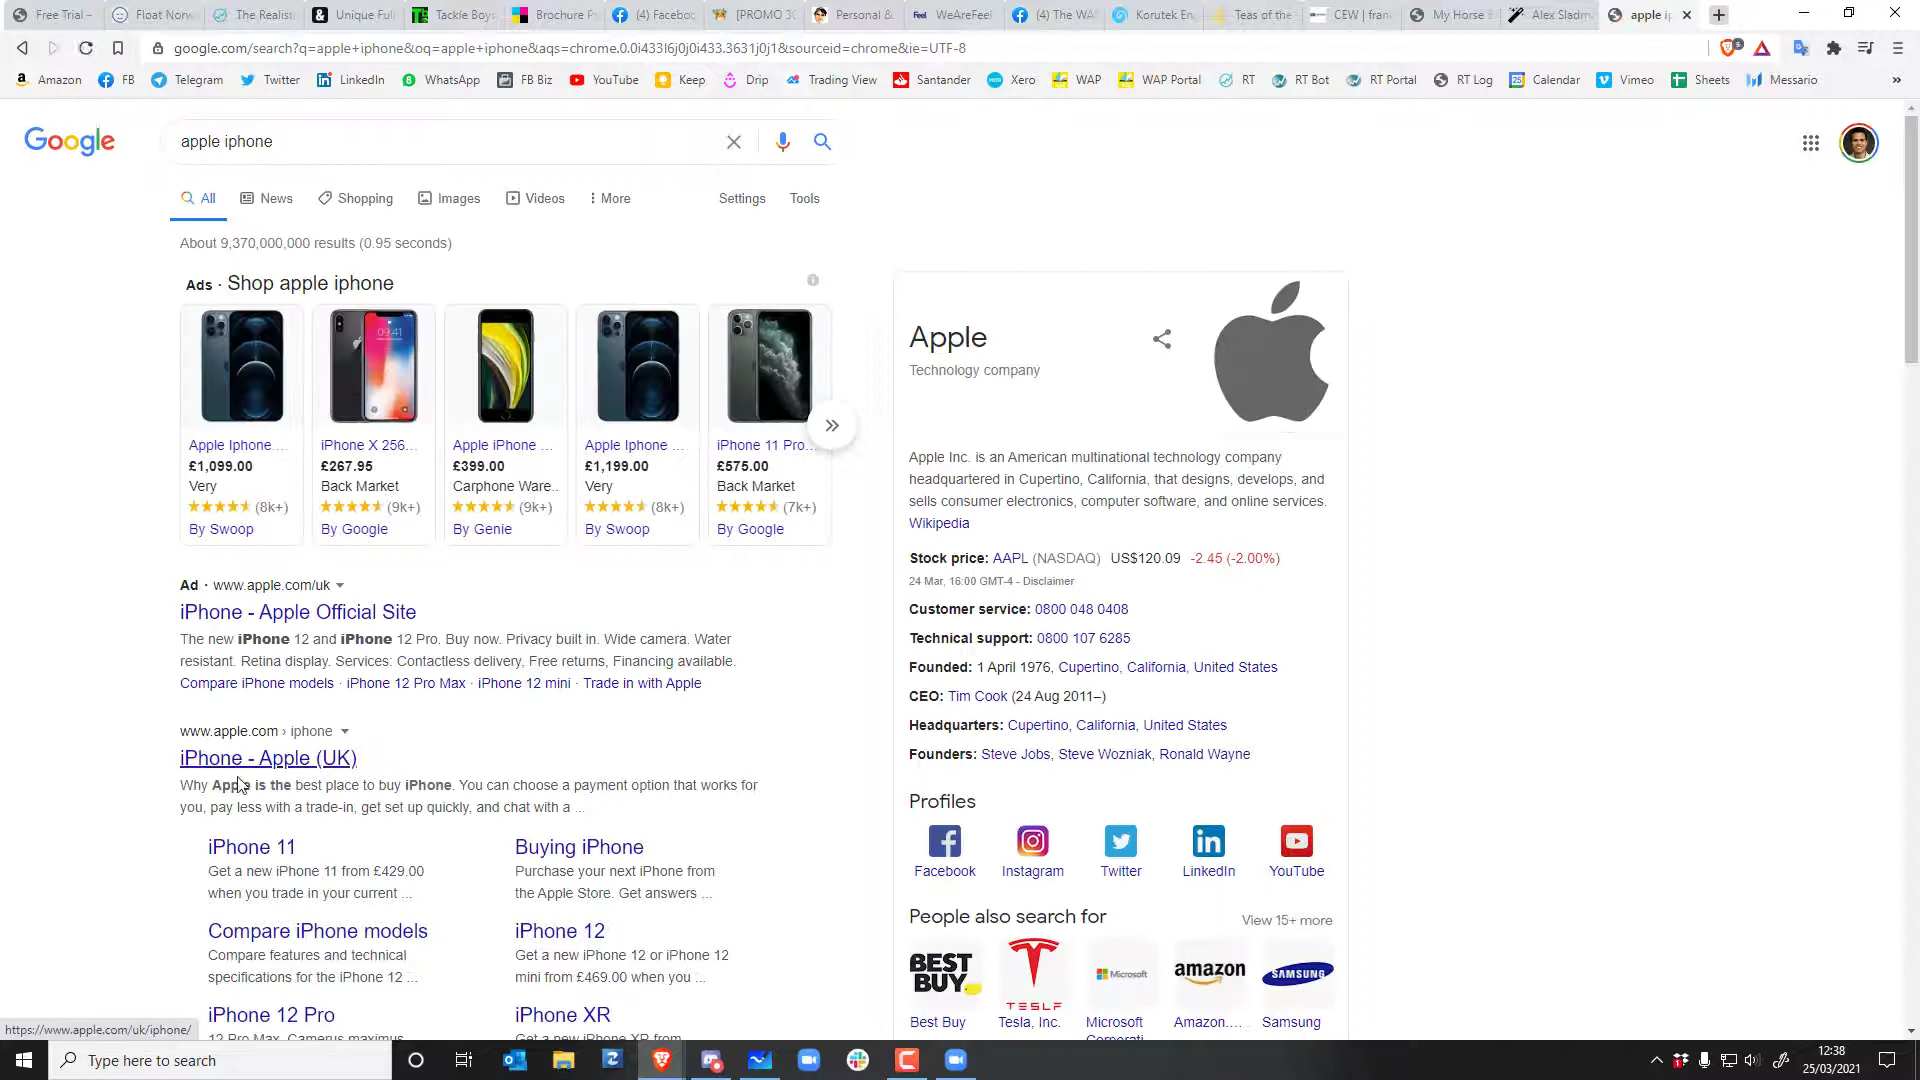 Free Trial –
Float Norw
The Realist
Unique Ful
Tackle Boys
Brochure P
(4) Faceboo
[PROMO 30
Personal &
Feel WeAreFeel
(4) The WA
Korutek En
Teas of the
CEW | fran
My Horse E
Alex Sladm
apple ip
google.com/search?q=apple+iphone&oq=apple+iphone&aqs=chrome.0.0i433l6j0j0i433.3631j0j1&sourceid=chrome&ie=UTF-8
Amazon FB Telegram Twitter LinkedIn WhatsApp FB Biz YouTube Keep Drip Trading View Santander Xero WAP WAP Portal RT RT Bot RT Portal RT Log Calendar Vimeo Sheets Messario »
Google
apple iphone
All News Shopping Images Videos More Settings Tools
About 9,370,000,000 results (0.95 seconds)
Ads · Shop apple iphone
Apple Iphone....
£1,099.00
Very
(8k+)
By Swoop
iPhone X 256...
£267.95
Back Market
(9k+)
By Google
Apple iPhone ...
£399.00
Carphone Ware..
(9k+)
By Genie
Apple Iphone ...
£1,199.00
Very
(8k+)
By Swoop
iPhone 11 Pro...
£575.00
Back Market
(7k+)
By Google
Ad · www.apple.com/uk
iPhone - Apple Official Site
The new iPhone 12 and iPhone 12 Pro. Buy now. Privacy built in. Wide camera. Water
resistant. Retina display. Services: Contactless delivery, Free returns, Financing available.
Compare iPhone models · iPhone 12 Pro Max · iPhone 12 mini · Trade in with Apple
www.apple.com › iphone
iPhone - Apple (UK)
Why Apple is the best place to buy iPhone. You can choose a payment option that works for
you, pay less with a trade-in, get set up quickly, and chat with a ...
iPhone 11
Get a new iPhone 11 from £429.00
when you trade in your current ...
Buying iPhone
Purchase your next iPhone from
the Apple Store. Get answers ...
Compare iPhone models
Compare features and technical
specifications for the iPhone 12 ...
iPhone 12
Get a new iPhone 12 or iPhone 12
mini from £469.00 when you ...
iPhone 12 Pro
iPhone XR
Apple
Technology company
Apple Inc. is an American multinational technology company
headquartered in Cupertino, California, that designs, develops, and
sells consumer electronics, computer software, and online services.
Wikipedia
Stock price: AAPL (NASDAQ) US$120.09 -2.45 (-2.00%)
24 Mar, 16:00 GMT-4 - Disclaimer
Customer service: 0800 048 0408
Technical support: 0800 107 6285
Founded: 1 April 1976, Cupertino, California, United States
CEO: Tim Cook (24 Aug 2011–)
Headquarters: Cupertino, California, United States
Founders: Steve Jobs, Steve Wozniak, Ronald Wayne
Profiles
Facebook Instagram Twitter LinkedIn YouTube
People also search for View 15+ more
BEST BUY
TESLA
Microsoft
amazon
SAMSUNG
Best Buy
Tesla, Inc.
Microsoft
Corporati
Amazon....
Samsung
https://www.apple.com/uk/iphone/
Type here to search
12:38
25/03/2021